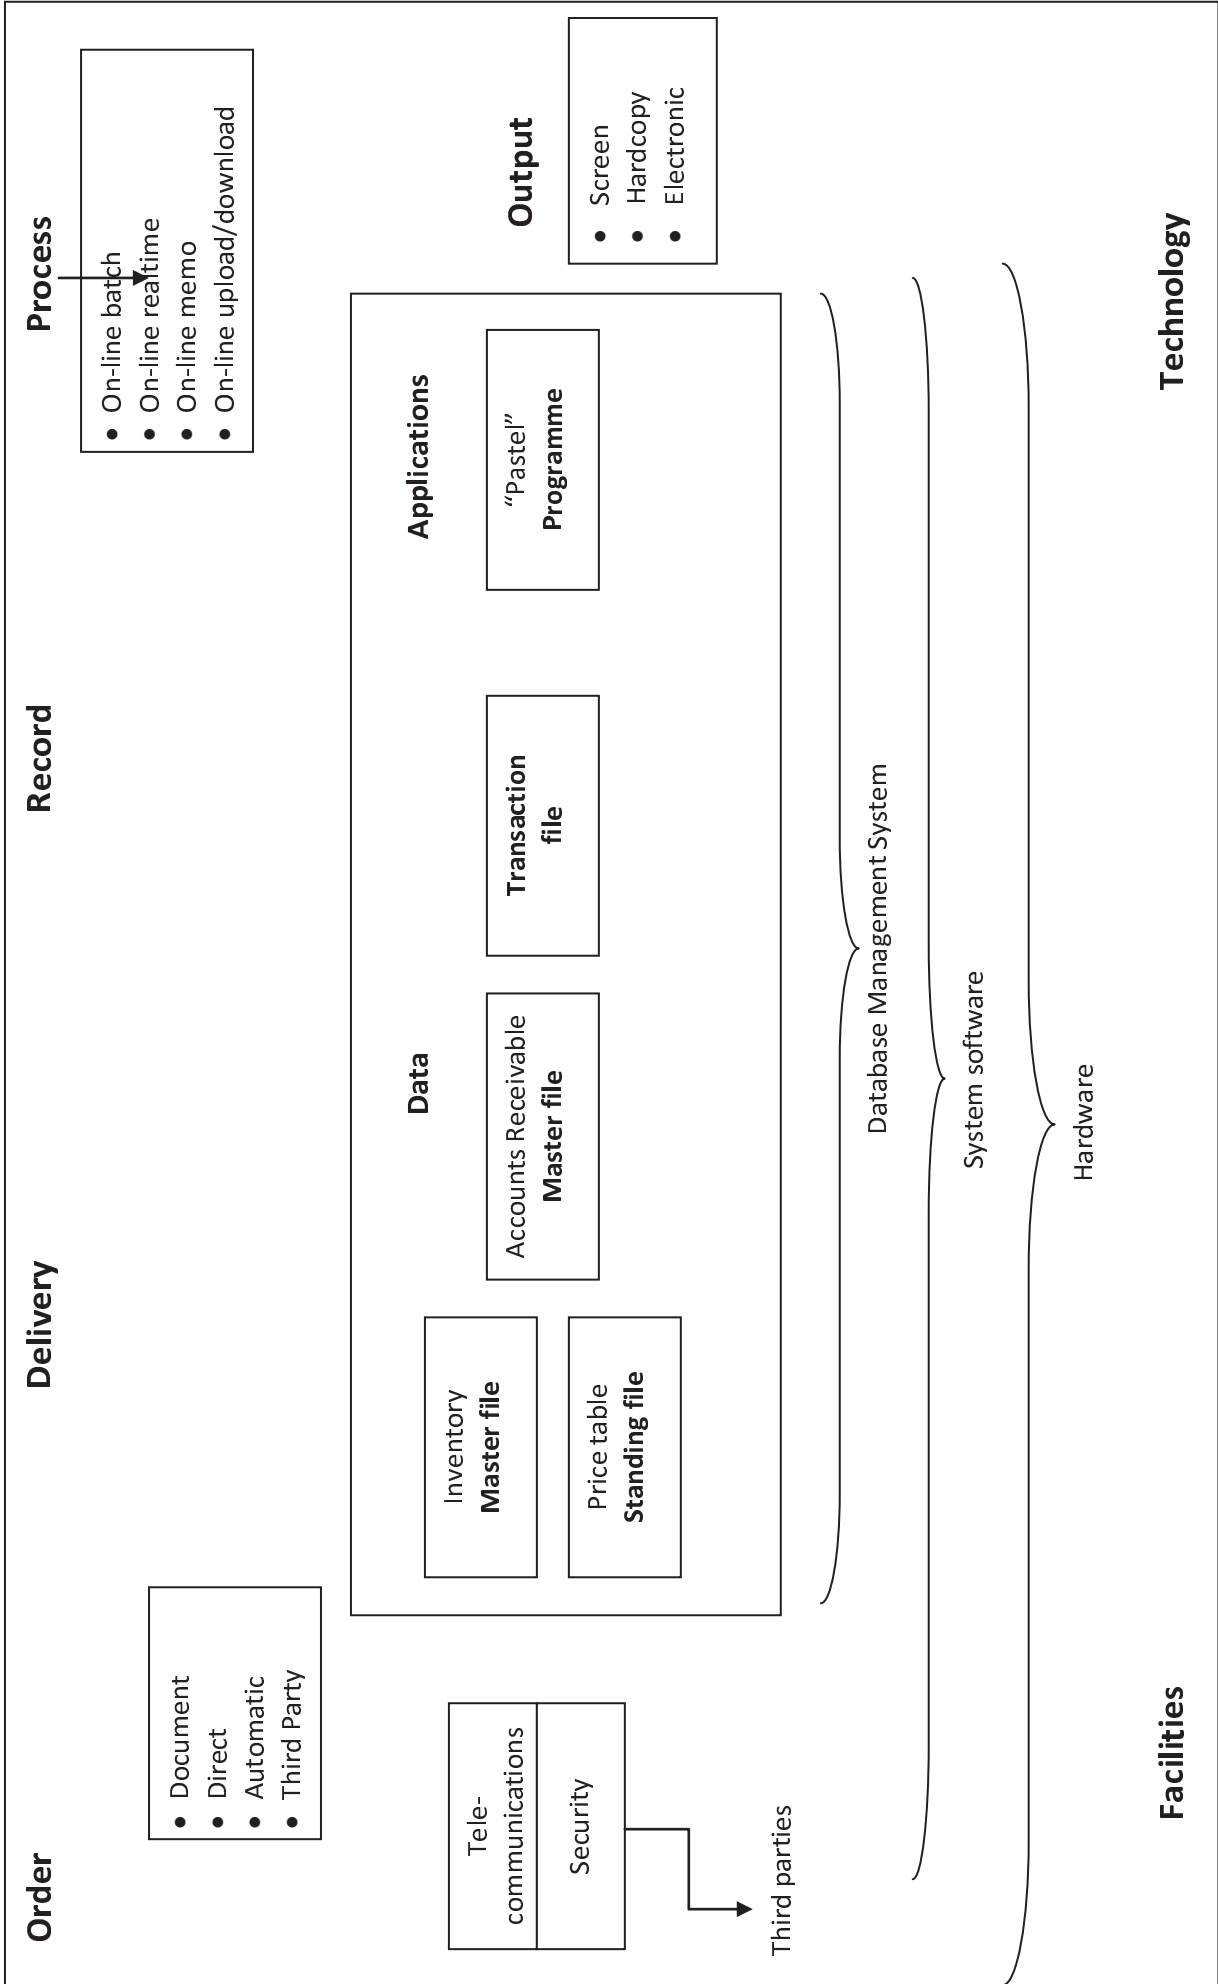 Order
Delivery
Record
Process
• Document
• Direct
• Automatic
• Third Party
• On-line batch
• On-line realtime
• On-line memo
• On-line upload/download
Data
Applications
Tele-
communications
Security
Third parties
Inventory
Master file
Price table
Standing file
Accounts Receivable
Master file
Transaction
file
“Pastel”
Programme
Output
• Screen
• Hardcopy
• Electronic
Database Management System
System software
Hardware
Facilities
Technology